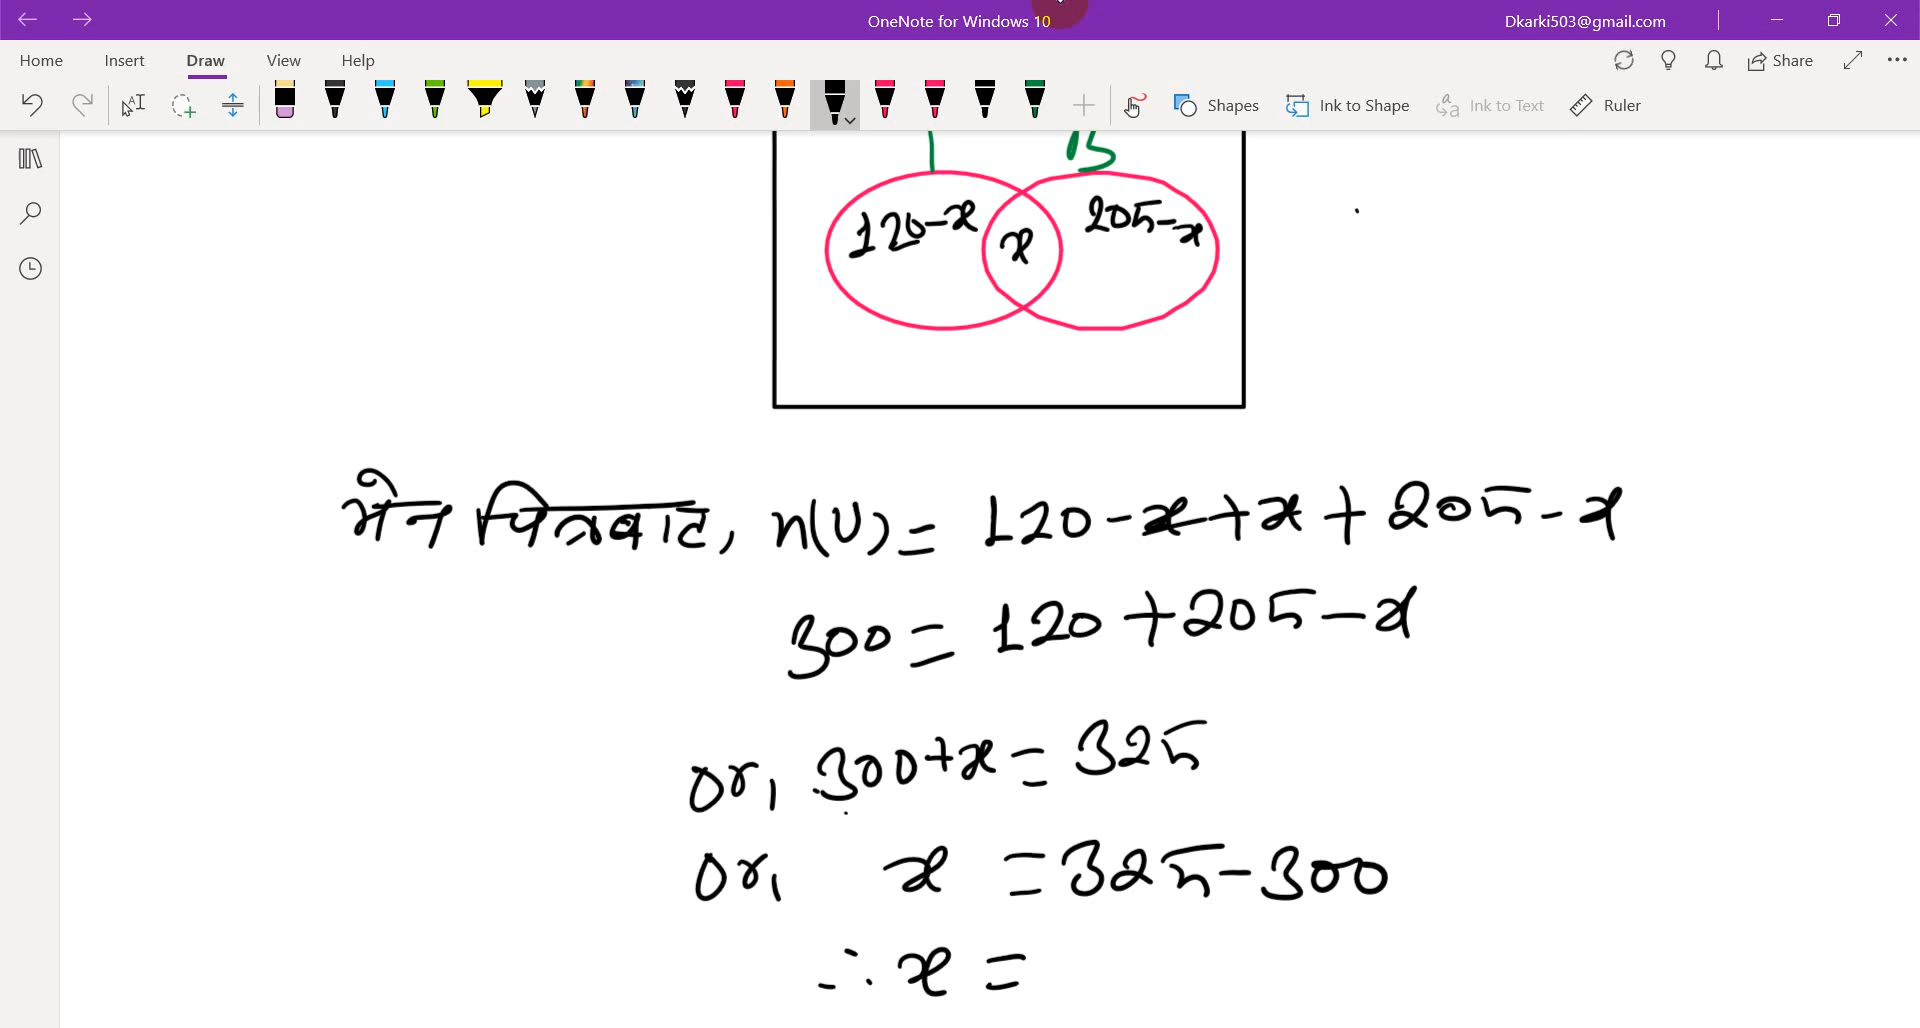 OneNote for Windows 10
Dkarki503@gmail.com
Home Insert Draw View Help
Share
Shapes Ink to Shape Ink to Text Ruler
B
120-x x 205-x
भेन चित्रबाट, n(U) = 120-x+x+205-x
300 = 120+205-x
or, 300+x = 325
or, x = 325-300
∴ x =